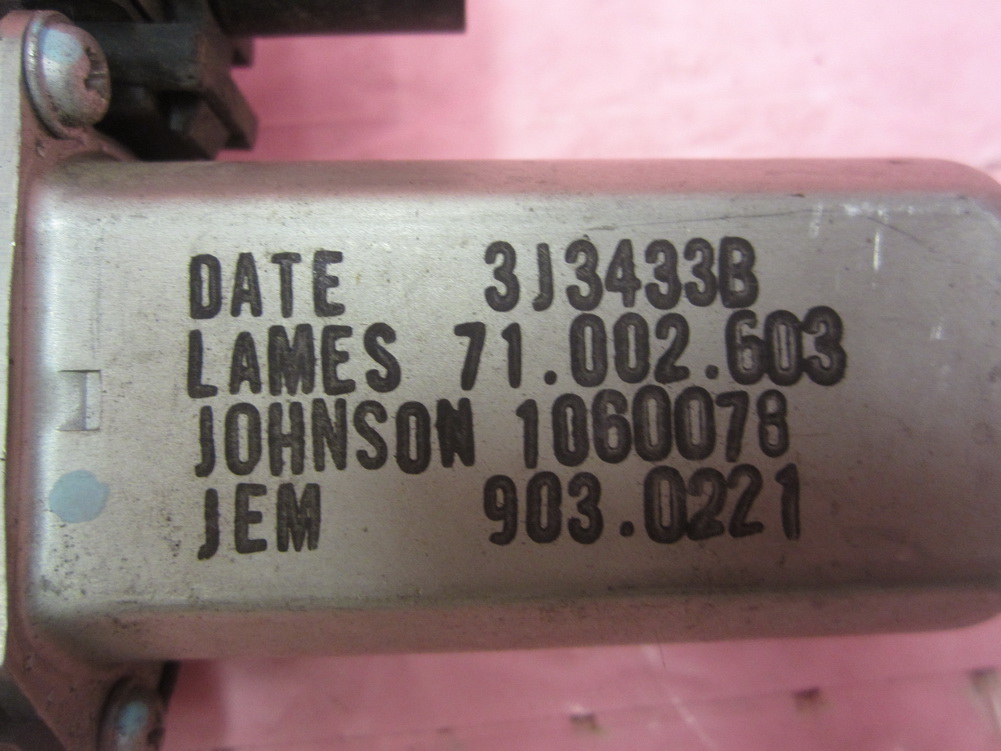 DATE 3J3433B
LAMES 71.002.603
JOHNSON 1060078
JEM 903.0221